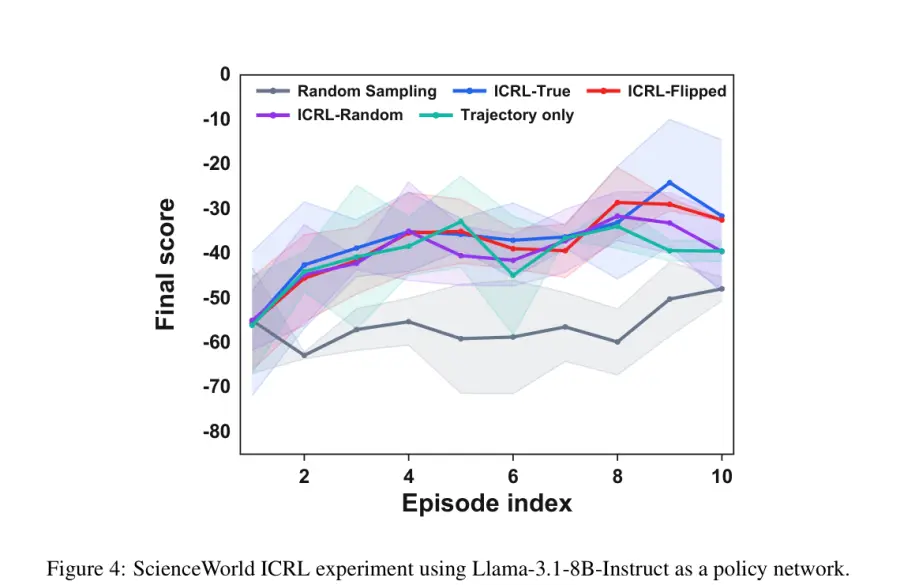 0
-10
-20
-30
-40
-50
-60
-70
-80
Final score
Random Sampling ICRL-True ICRL-Flipped
ICRL-Random Trajectory only
2 4 6 8 10
Episode index
Figure 4: ScienceWorld ICRL experiment using Llama-3.1-8B-Instruct as a policy network.